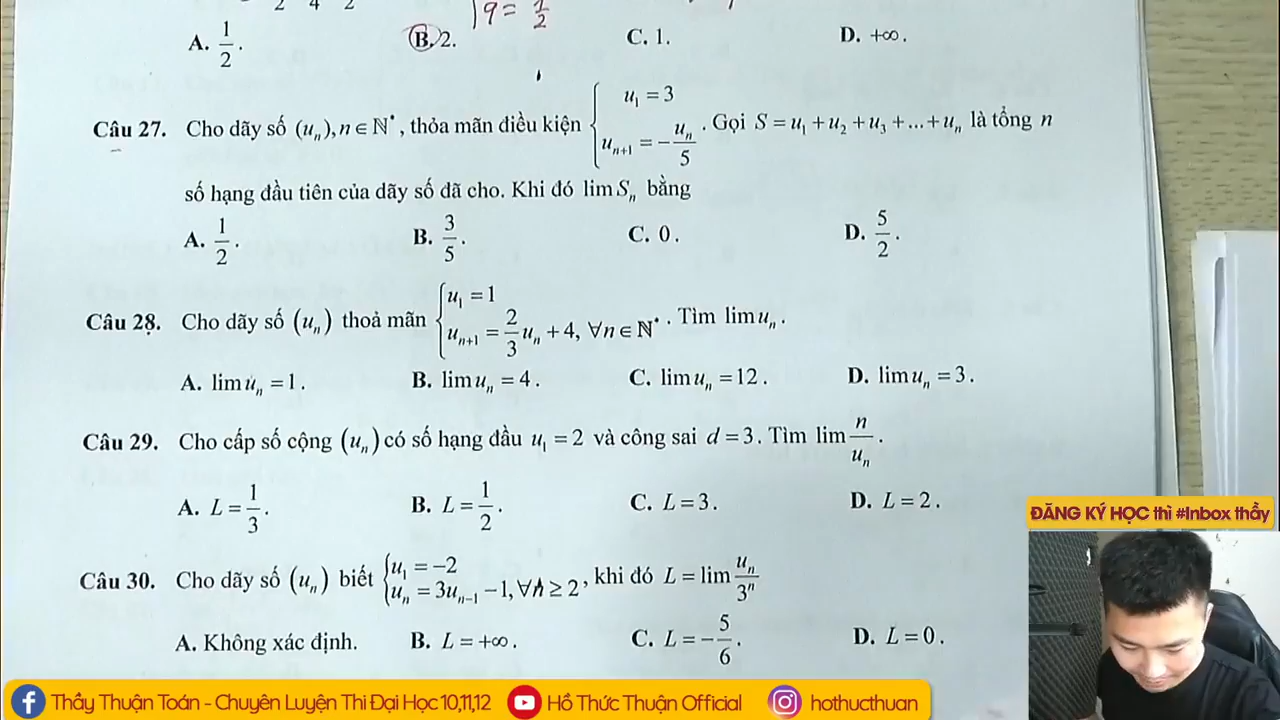 2 4 2 q = 1/2
A. 1/2. B. 2. C. 1. D. +∞.
Câu 27. Cho dãy số (uₙ), n ∈ ℕ*, thỏa mãn điều kiện { u₁ = 3; uₙ₊₁ = −uₙ/5 . Gọi S = u₁ + u₂ + u₃ + ... + uₙ là tổng n
số hạng đầu tiên của dãy số đã cho. Khi đó lim Sₙ bằng
A. 1/2. B. 3/5. C. 0. D. 5/2.
Câu 28. Cho dãy số (uₙ) thoả mãn { u₁ = 1; uₙ₊₁ = 2/3 uₙ + 4, ∀n ∈ ℕ* . Tìm lim uₙ.
A. lim uₙ = 1. B. lim uₙ = 4. C. lim uₙ = 12. D. lim uₙ = 3.
Câu 29. Cho cấp số cộng (uₙ) có số hạng đầu u₁ = 2 và công sai d = 3. Tìm lim n/uₙ.
A. L = 1/3. B. L = 1/2. C. L = 3. D. L = 2.
Câu 30. Cho dãy số (uₙ) biết { u₁ = −2; uₙ = 3uₙ₋₁ − 1, ∀n ≥ 2 , khi đó L = lim uₙ/3ⁿ
A. Không xác định. B. L = +∞. C. L = −5/6. D. L = 0.
ĐĂNG KÝ HỌC thì #Inbox thầy
Thầy Thuận Toán - Chuyên Luyện Thi Đại Học 10,11,12 Hồ Thức Thuận Official hothucthuan